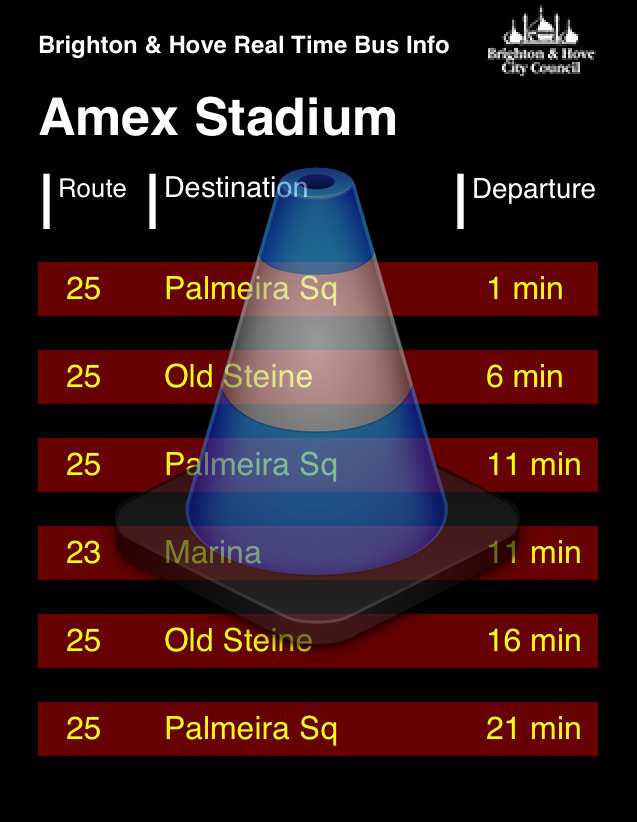 Brighton & Hove Real Time Bus Info
Brighton & Hove
City Council
Amex Stadium
Route Destination Departure
25 Palmeira Sq 1 min
25 Old Steine 6 min
25 Palmeira Sq 11 min
23 Marina 11 min
25 Old Steine 16 min
25 Palmeira Sq 21 min